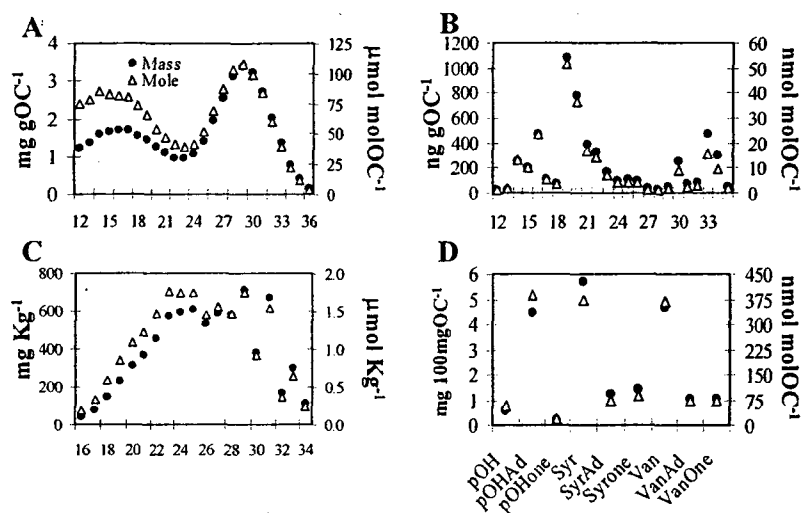 A
B
● Mass
△ Mole
4
3
2
1
0
mg gOC⁻¹
125
100
75
50
25
0
µmol molOC⁻¹
12 15 18 21 24 27 30 33 36
1200
1000
800
600
400
200
0
ng gOC⁻¹
60
50
40
30
20
10
0
nmol molOC⁻¹
12 15 18 21 24 27 30 33
C
D
800
600
400
200
0
mg Kg⁻¹
2.0
1.5
1.0
0.5
0.0
µmol Kg⁻¹
16 18 20 22 24 26 28 30 32 34
6
5
4
3
2
1
0
mg 100mgOC⁻¹
450
375
300
225
150
75
0
nmol molOC⁻¹
pOH
pOHAd
pOHone
Syr
SyrAd
Syrone
Van
VanAd
VanOne